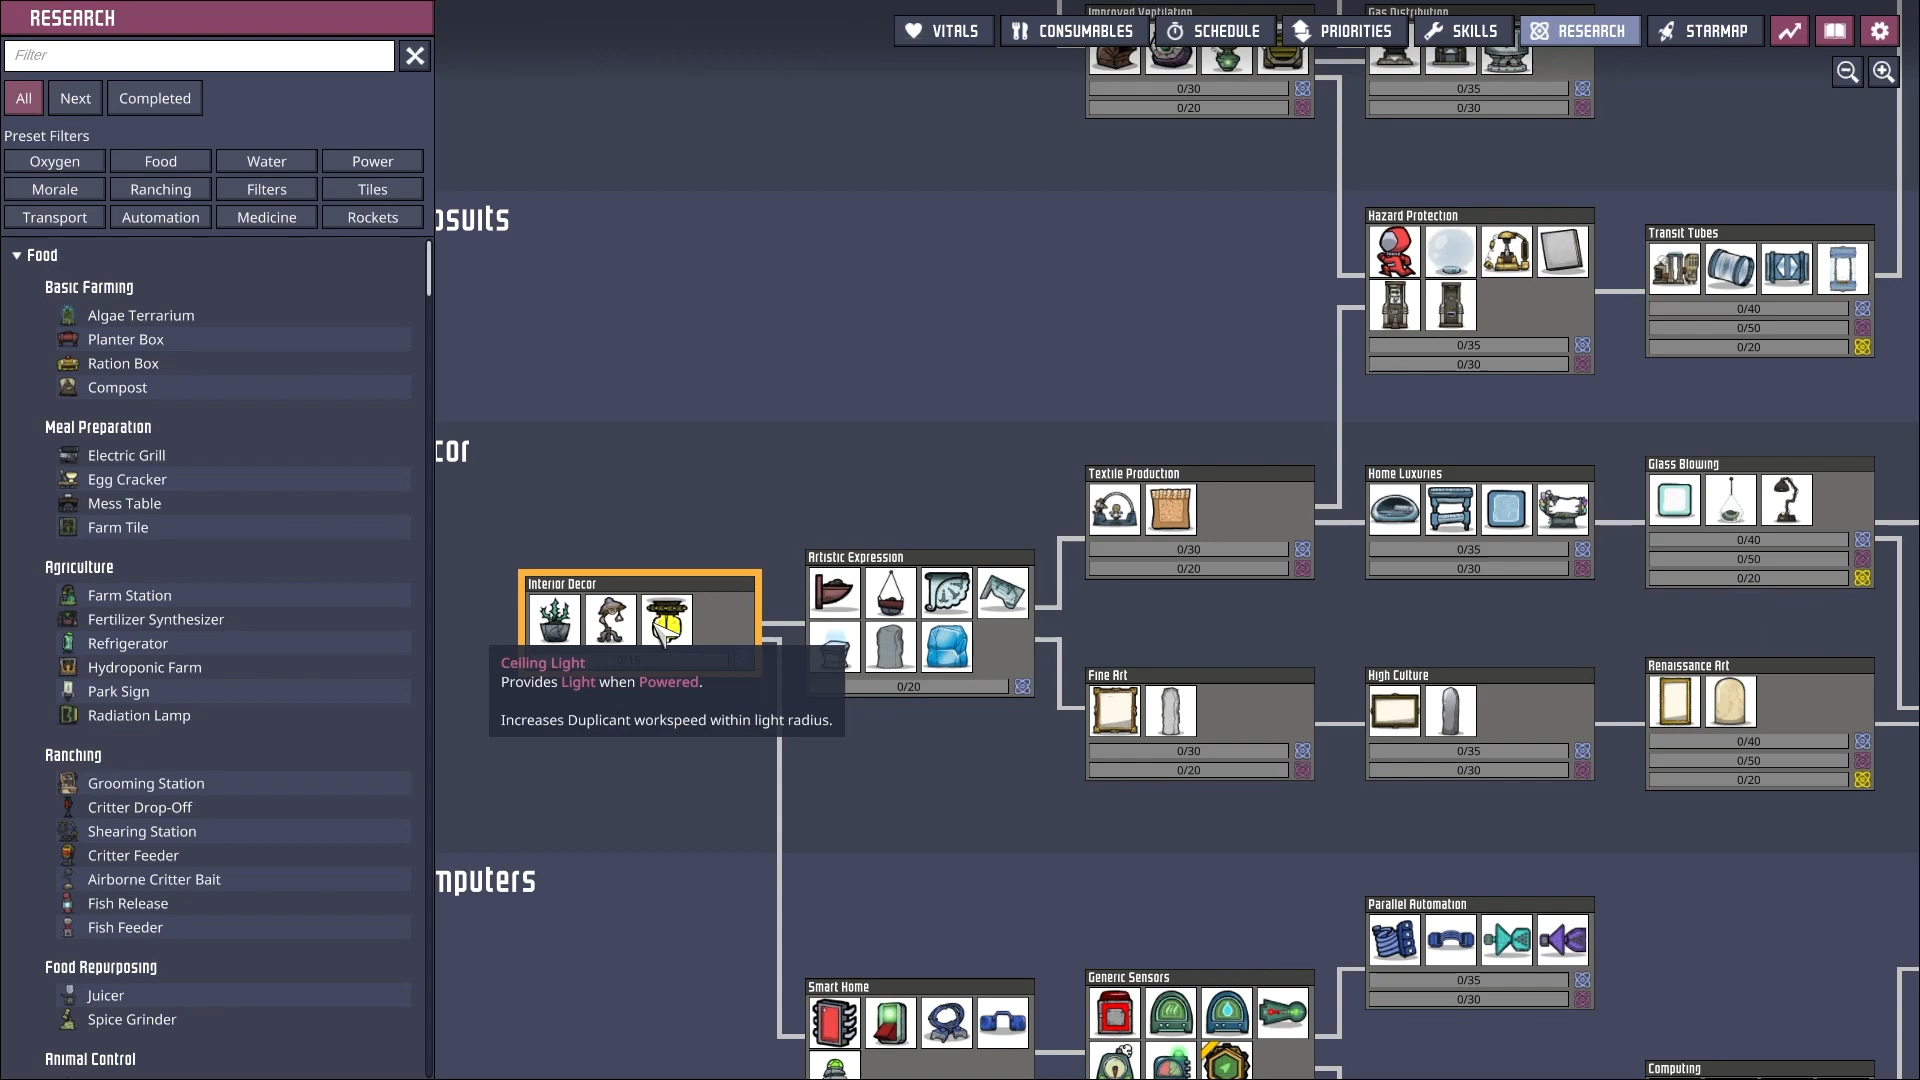 RESEARCH
Filter
All
Next
Completed
Preset Filters
Oxygen
Food
Water
Power
Morale
Ranching
Filters
Tiles
Transport
Automation
Medicine
Rockets
Food
Basic Farming
Algae Terrarium
Planter Box
Ration Box
Compost
Meal Preparation
Electric Grill
Egg Cracker
Mess Table
Farm Tile
Agriculture
Farm Station
Fertilizer Synthesizer
Refrigerator
Hydroponic Farm
Park Sign
Radiation Lamp
Ranching
Grooming Station
Critter Drop-Off
Shearing Station
Critter Feeder
Airborne Critter Bait
Fish Release
Fish Feeder
Food Repurposing
Juicer
Spice Grinder
Animal Control
VITALS
CONSUMABLES
SCHEDULE
PRIORITIES
SKILLS
RESEARCH
STARMAP
Improved Ventilation
0/30
0/20
Gas Distribution
0/35
0/30
osuits
Hazard Protection
0/35
0/30
Transit Tubes
0/40
0/50
0/20
cor
Textile Production
0/30
0/20
Home Luxuries
0/35
0/30
Glass Blowing
0/40
0/50
0/20
Interior Decor
0/15
Ceiling Light
Provides Light when Powered.
Increases Duplicant workspeed within light radius.
Artistic Expression
0/20
Fine Art
0/30
0/20
High Culture
0/35
0/30
Renaissance Art
0/40
0/50
0/20
mputers
Smart Home
Generic Sensors
Parallel Automation
0/35
0/30
Computing